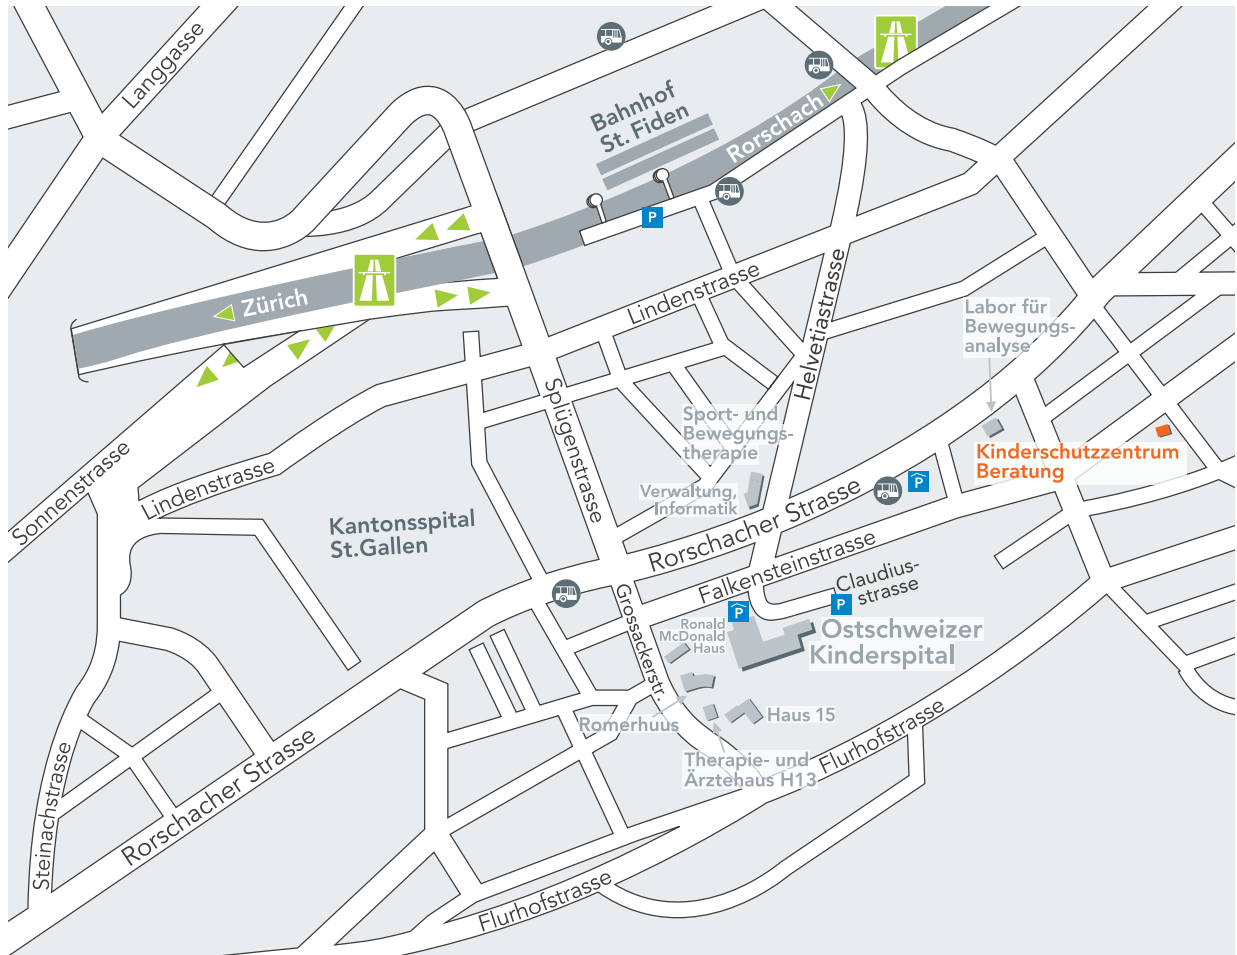 Langgasse
Bahnhof
St. Fiden
Rorschach
P
Zürich
Lindenstrasse
Helvetiastrasse
Labor für
Bewegungs-
analyse
Splügenstrasse
Sport- und
Bewegungs-
therapie
Kinderschutzzentrum
Beratung
Sonnenstrasse
Lindenstrasse
Verwaltung,
Informatik
P
Kantonsspital
St.Gallen
Rorschacher Strasse
Falkensteinstrasse
Claudius-
strasse
P
P
Grossackerstr.
Ronald
McDonald
Haus
Ostschweizer
Kinderspital
Romerhuus
Haus 15
Therapie- und
Ärztehaus H13
Flurhofstrasse
Rorschacher Strasse
Steinachstrasse
Flurhofstrasse